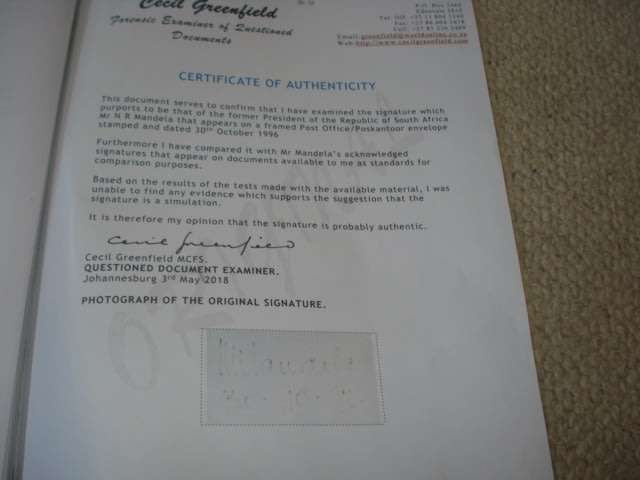 Cecil Greenfield
Forensic Examiner of Questioned
Documents
CERTIFICATE OF AUTHENTICITY
This document serves to confirm that I have examined the signature which
purports to be that of the former President of the Republic of South Africa
Mr N R Mandela that appears on a framed Post Office/Poskantoor envelope
stamped and dated 30th October 1996
Furthermore I have compared it with Mr Mandela's acknowledged
signatures that appear on documents available to me as standards for
comparison purposes.
Based on the results of the tests made with the available material, I was
unable to find any evidence which supports the suggestion that the
signature is a simulation.
It is therefore my opinion that the signature is probably authentic.
Cecil Greenfield
Cecil Greenfield MCFS.
QUESTIONED DOCUMENT EXAMINER.
Johannesburg 3rd May 2018
PHOTOGRAPH OF THE ORIGINAL SIGNATURE.